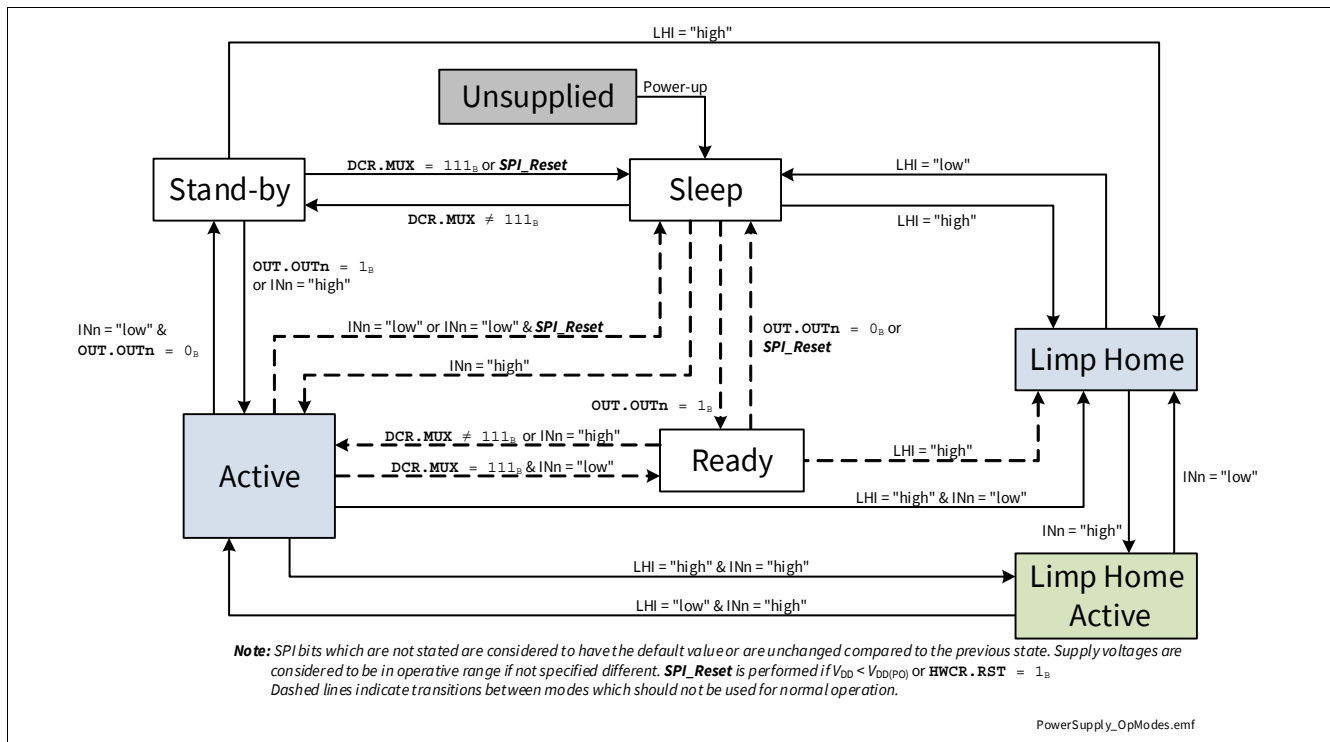 LHI = "high"
Unsupplied
Power-up
Stand-by
DCR.MUX = 111B or SPI_Reset
Sleep
LHI = "low"
DCR.MUX ≠ 111B
LHI = "high"
OUT.OUTn = 1B
or INn = "high"
INn = "low" &
OUT.OUTn = 0B
INn = "low" or INn = "low" & SPI_Reset
OUT.OUTn = 0B or
SPI_Reset
INn = "high"
Limp Home
OUT.OUTn = 1B
DCR.MUX ≠ 111B or INn = "high"
Ready
LHI = "high"
Active
DCR.MUX = 111B & INn = "low"
INn = "low"
LHI = "high" & INn = "low"
INn = "high"
LHI = "high" & INn = "high"
Limp Home
Active
LHI = "low" & INn = "high"
Note: SPI bits which are not stated are considered to have the default value or are unchanged compared to the previous state. Supply voltages are
considered to be in operative range if not specified different. SPI_Reset is performed if VDD < VDD(PO) or HWCR.RST = 1B
Dashed lines indicate transitions between modes which should not be used for normal operation.
PowerSupply_OpModes.emf